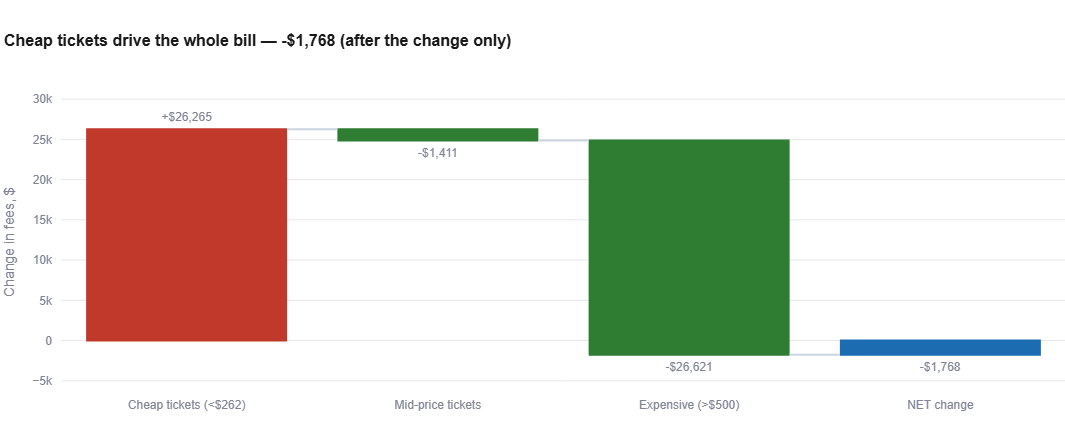 Cheap tickets drive the whole bill — -$1,768 (after the change only)
30k
25k
20k
15k
10k
5k
0
−5k
Change in fees, $
+$26,265
-$1,411
-$26,621
-$1,768
Cheap tickets (<$262)
Mid-price tickets
Expensive (>$500)
NET change